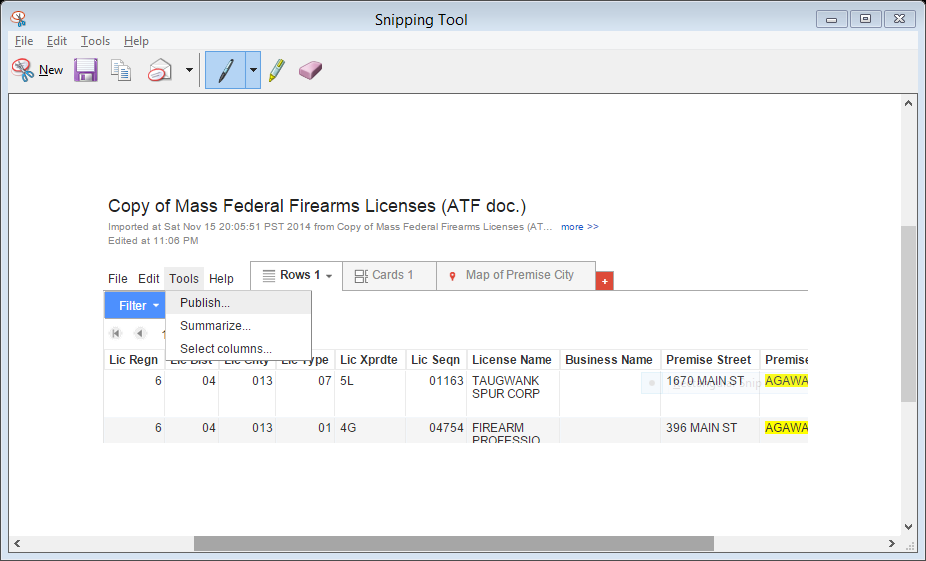 Snipping Tool
File Edit Tools Help
New
Copy of Mass Federal Firearms Licenses (ATF doc.)
Imported at Sat Nov 15 20:05:51 PST 2014 from Copy of Mass Federal Firearms Licenses (AT... more >>
Edited at 11:06 PM
File Edit Tools Help Rows 1 Cards 1 Map of Premise City +
Filter Publish...
Summarize...
Select columns...
Lic Regn Lic Dist Lic Cnty Lic Type Lic Xprdte Lic Seqn License Name Business Name Premise Street Premise
6 04 013 07 5L 01163 TAUGWANK 1670 MAIN ST AGAWA
SPUR CORP
6 04 013 01 4G 04754 FIREARM 396 MAIN ST AGAWA
PROFESSIO